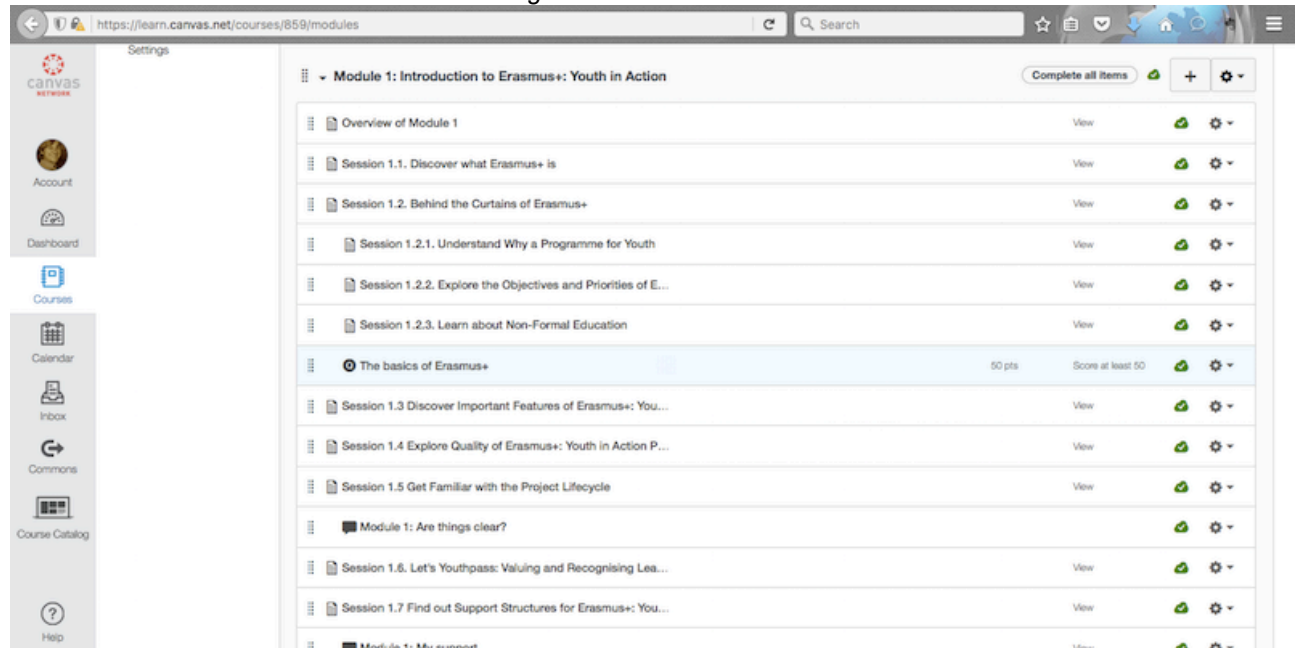 https://learn.canvas.net/courses/859/modules
Search
canvas
NETWORK
Account
Dashboard
Courses
Calendar
Inbox
Commons
Course Catalog
Help
Settings
Module 1: Introduction to Erasmus+: Youth in Action Complete all items +
Overview of Module 1 View
Session 1.1. Discover what Erasmus+ is View
Session 1.2. Behind the Curtains of Erasmus+ View
Session 1.2.1. Understand Why a Programme for Youth View
Session 1.2.2. Explore the Objectives and Priorities of E... View
Session 1.2.3. Learn about Non-Formal Education View
The basics of Erasmus+ 50 pts Score at least 50
Session 1.3 Discover Important Features of Erasmus+: You... View
Session 1.4 Explore Quality of Erasmus+: Youth in Action P... View
Session 1.5 Get Familiar with the Project Lifecycle View
Module 1: Are things clear?
Session 1.6. Let's Youthpass: Valuing and Recognising Lea... View
Session 1.7 Find out Support Structures for Erasmus+: You... View
Module 1: My support View